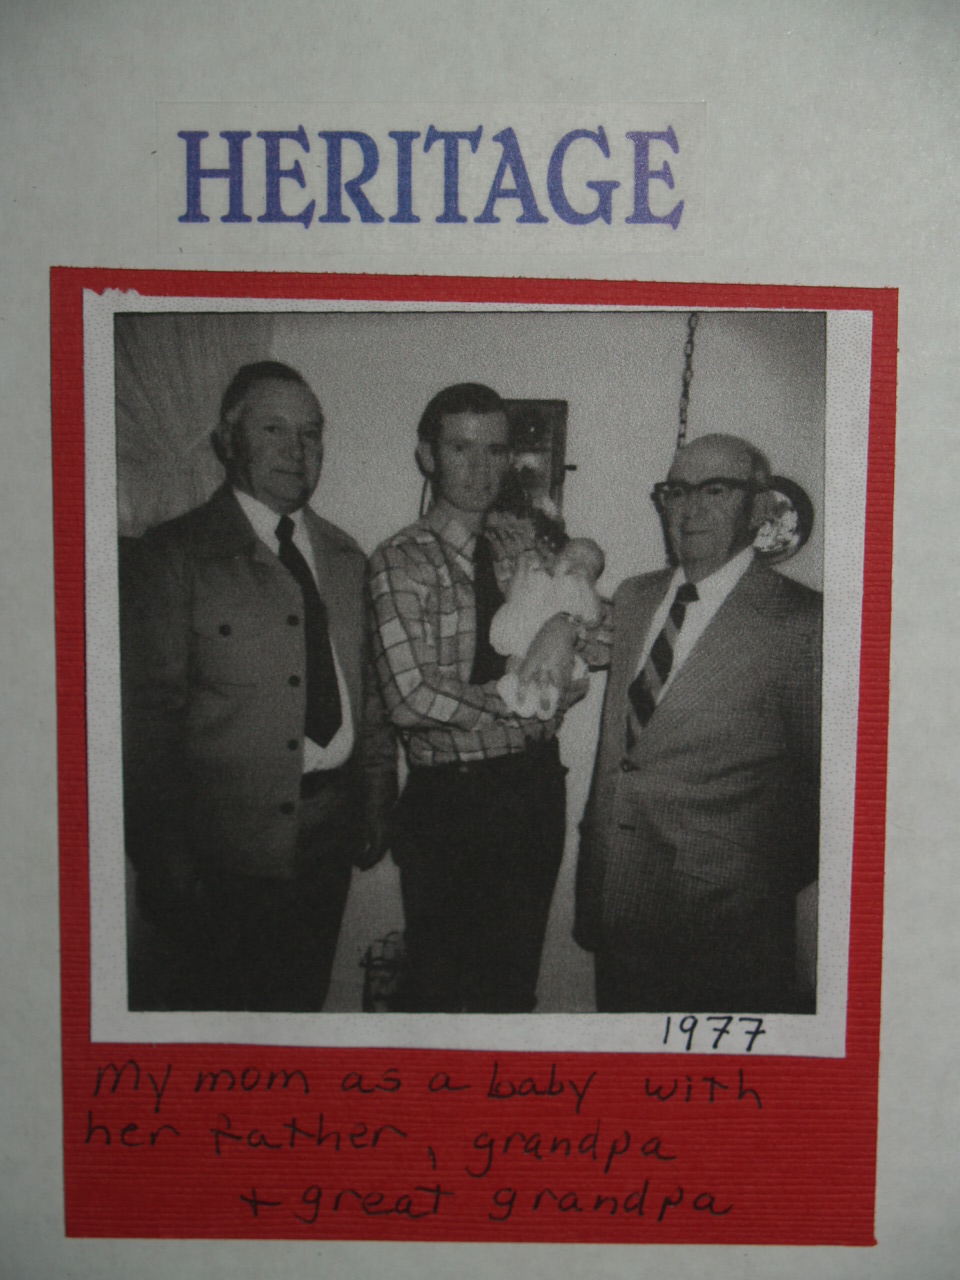 HERITAGE
1977
My mom as a baby with
her father, grandpa
+ great grandpa